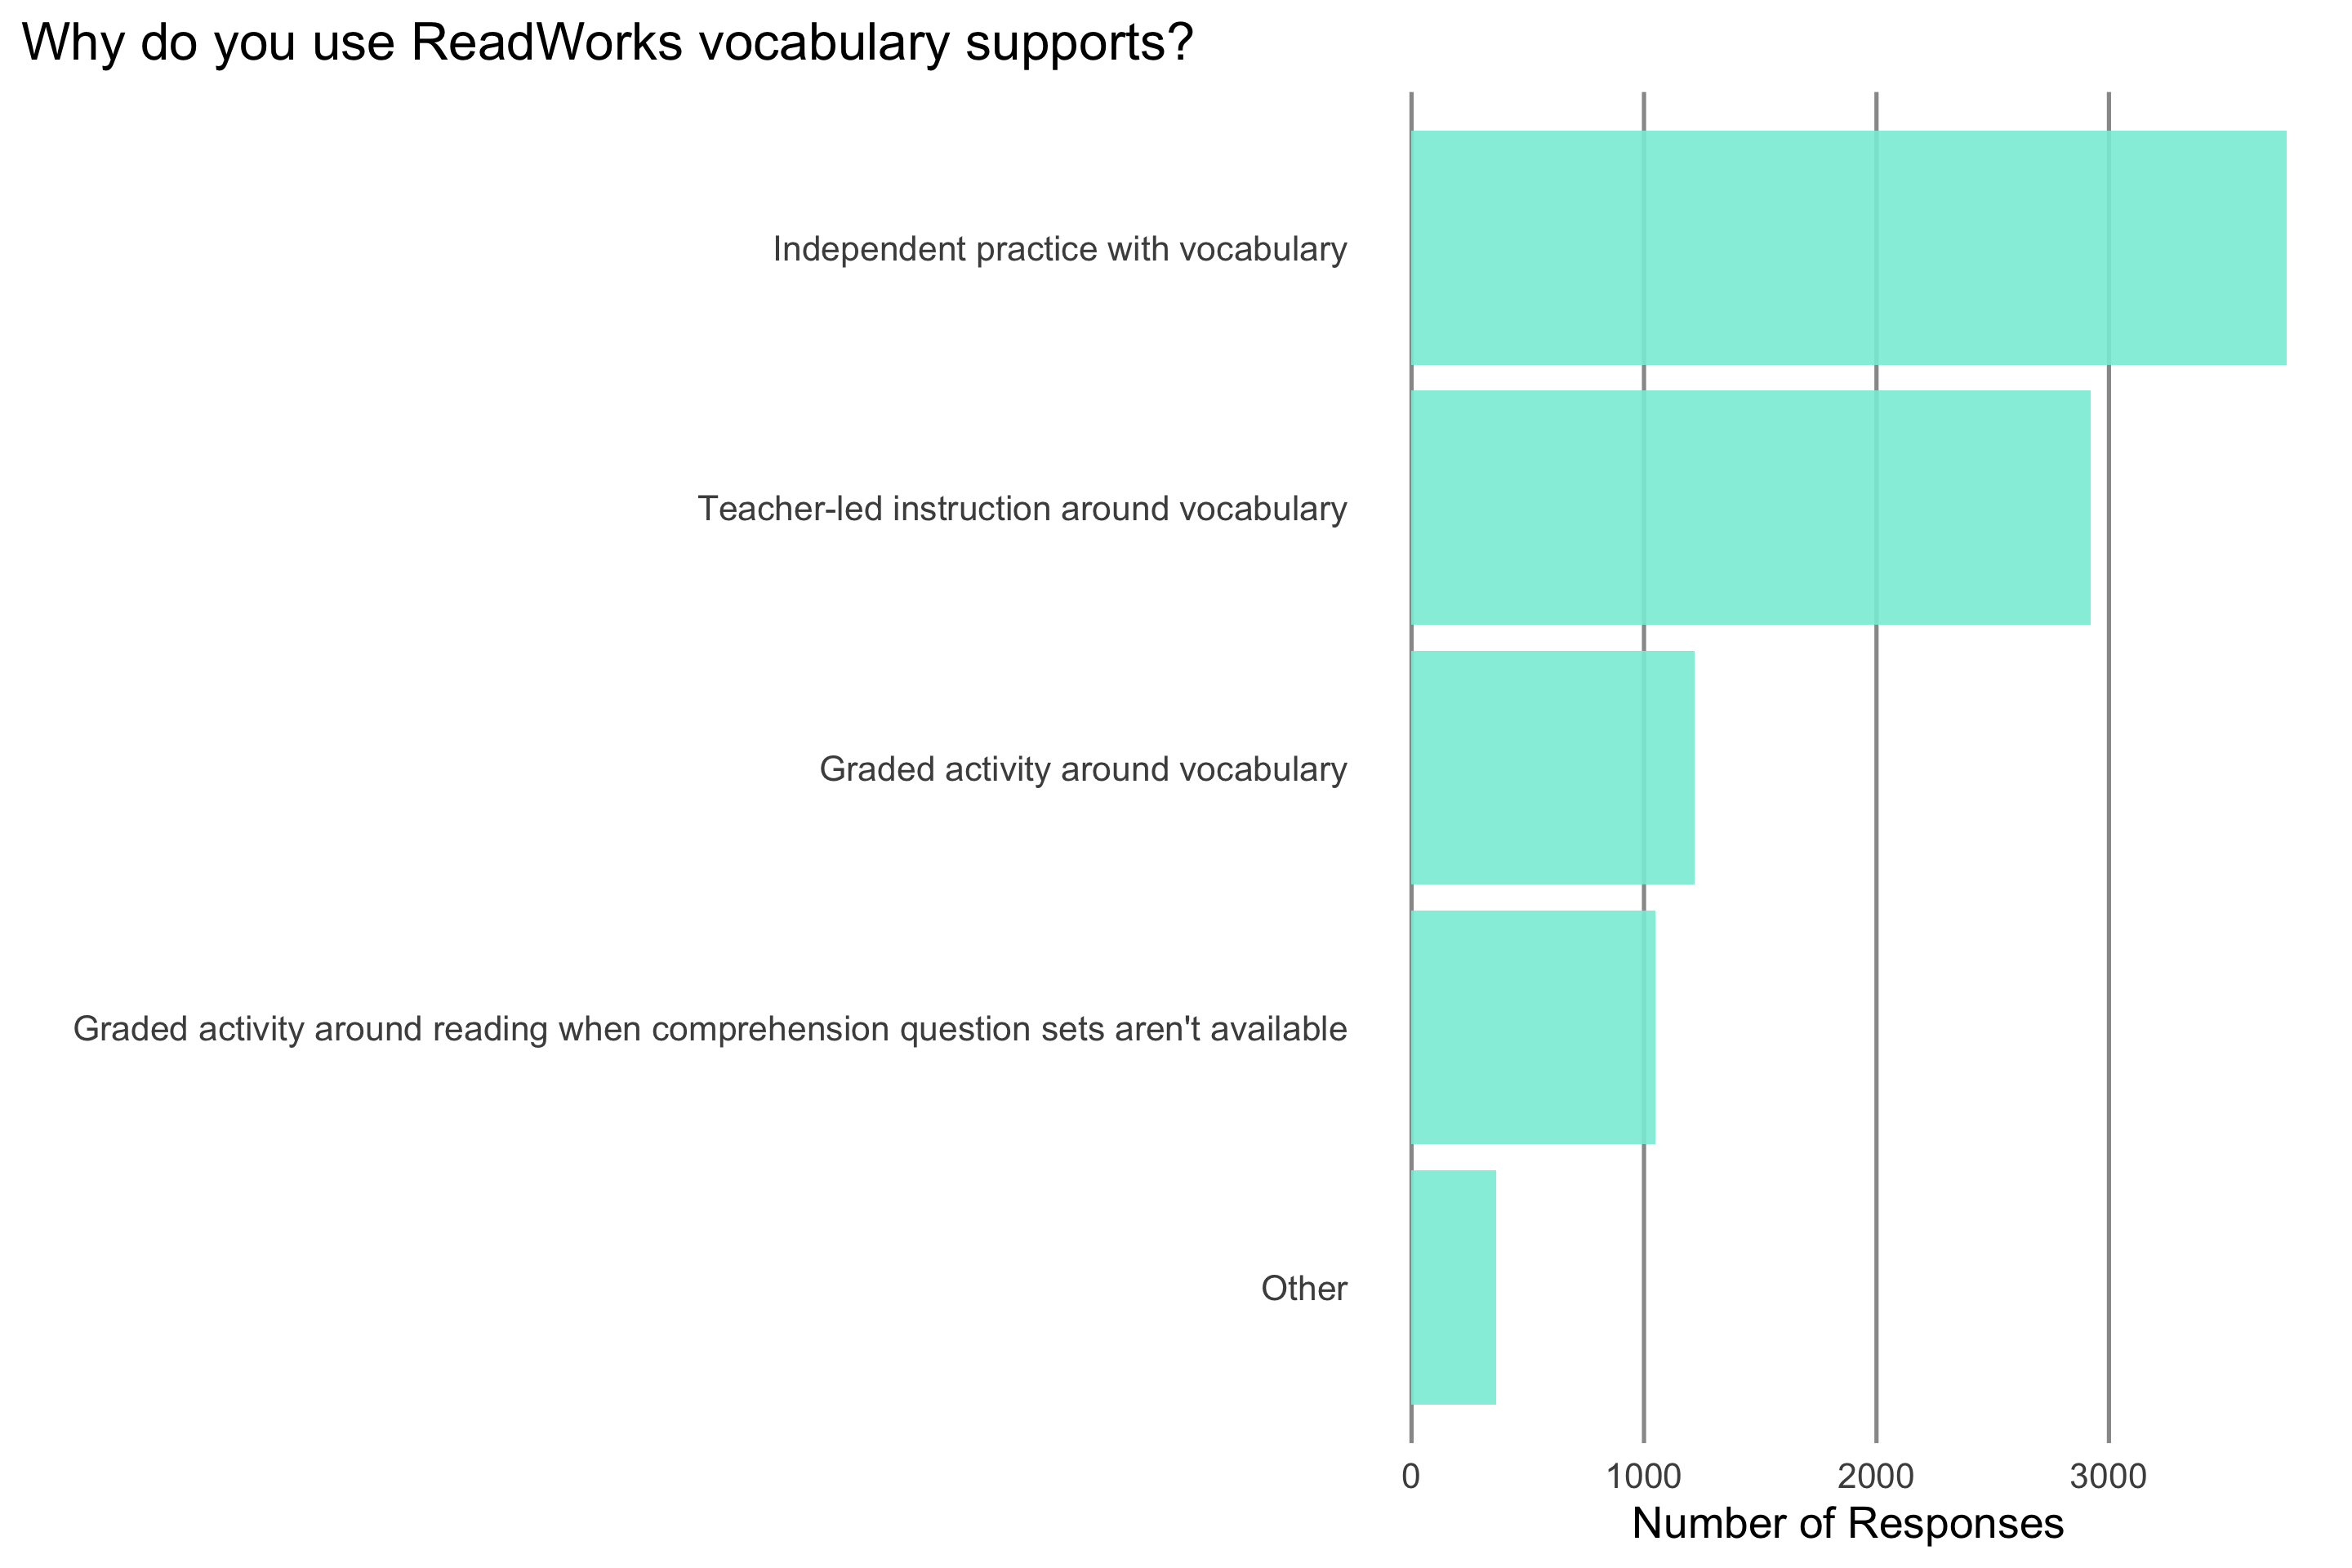 Why do you use ReadWorks vocabulary supports?
Independent practice with vocabulary
Teacher-led instruction around vocabulary
Graded activity around vocabulary
Graded activity around reading when comprehension question sets aren't available
Other
0 1000 2000 3000
Number of Responses